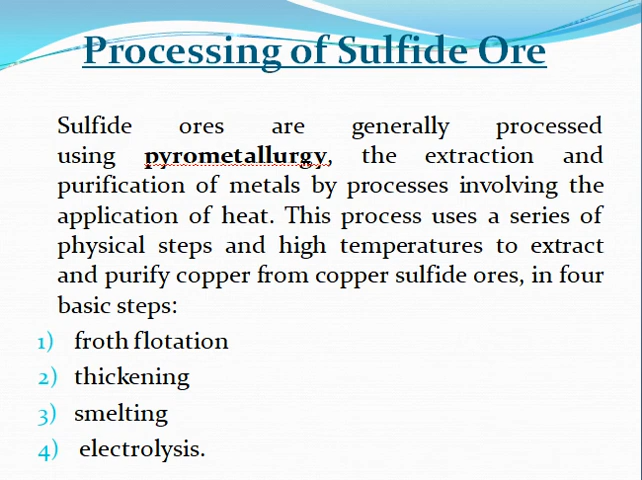 Processing of Sulfide Ore
Sulfide ores are generally processed
using pyrometallurgy, the extraction and
purification of metals by processes involving the
application of heat. This process uses a series of
physical steps and high temperatures to extract
and purify copper from copper sulfide ores, in four
basic steps:
1) froth flotation
2) thickening
3) smelting
4) electrolysis.